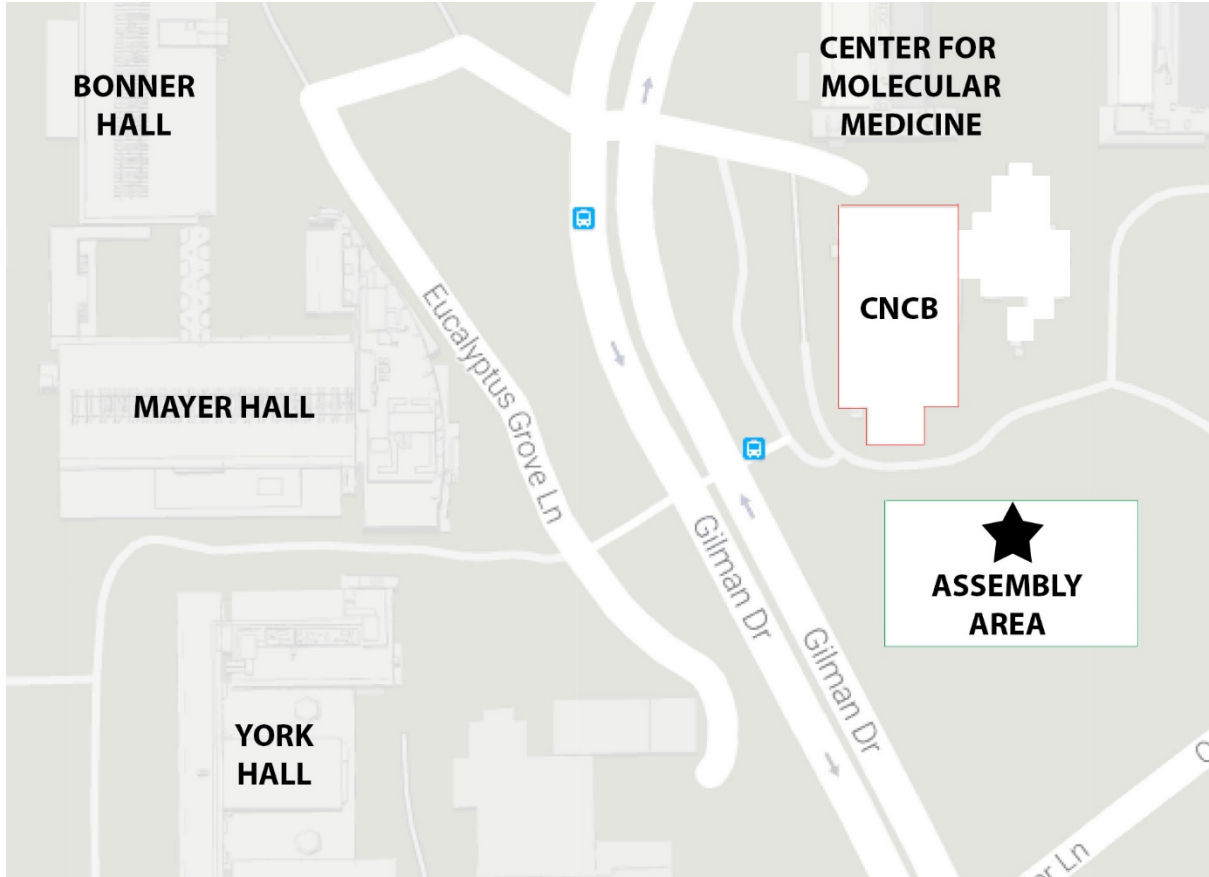 BONNER
HALL
CENTER FOR
MOLECULAR
MEDICINE
CNCB
Eucalyptus Grove Ln
MAYER HALL
Gilman Dr
Gilman Dr
ASSEMBLY
AREA
YORK
HALL
Ln